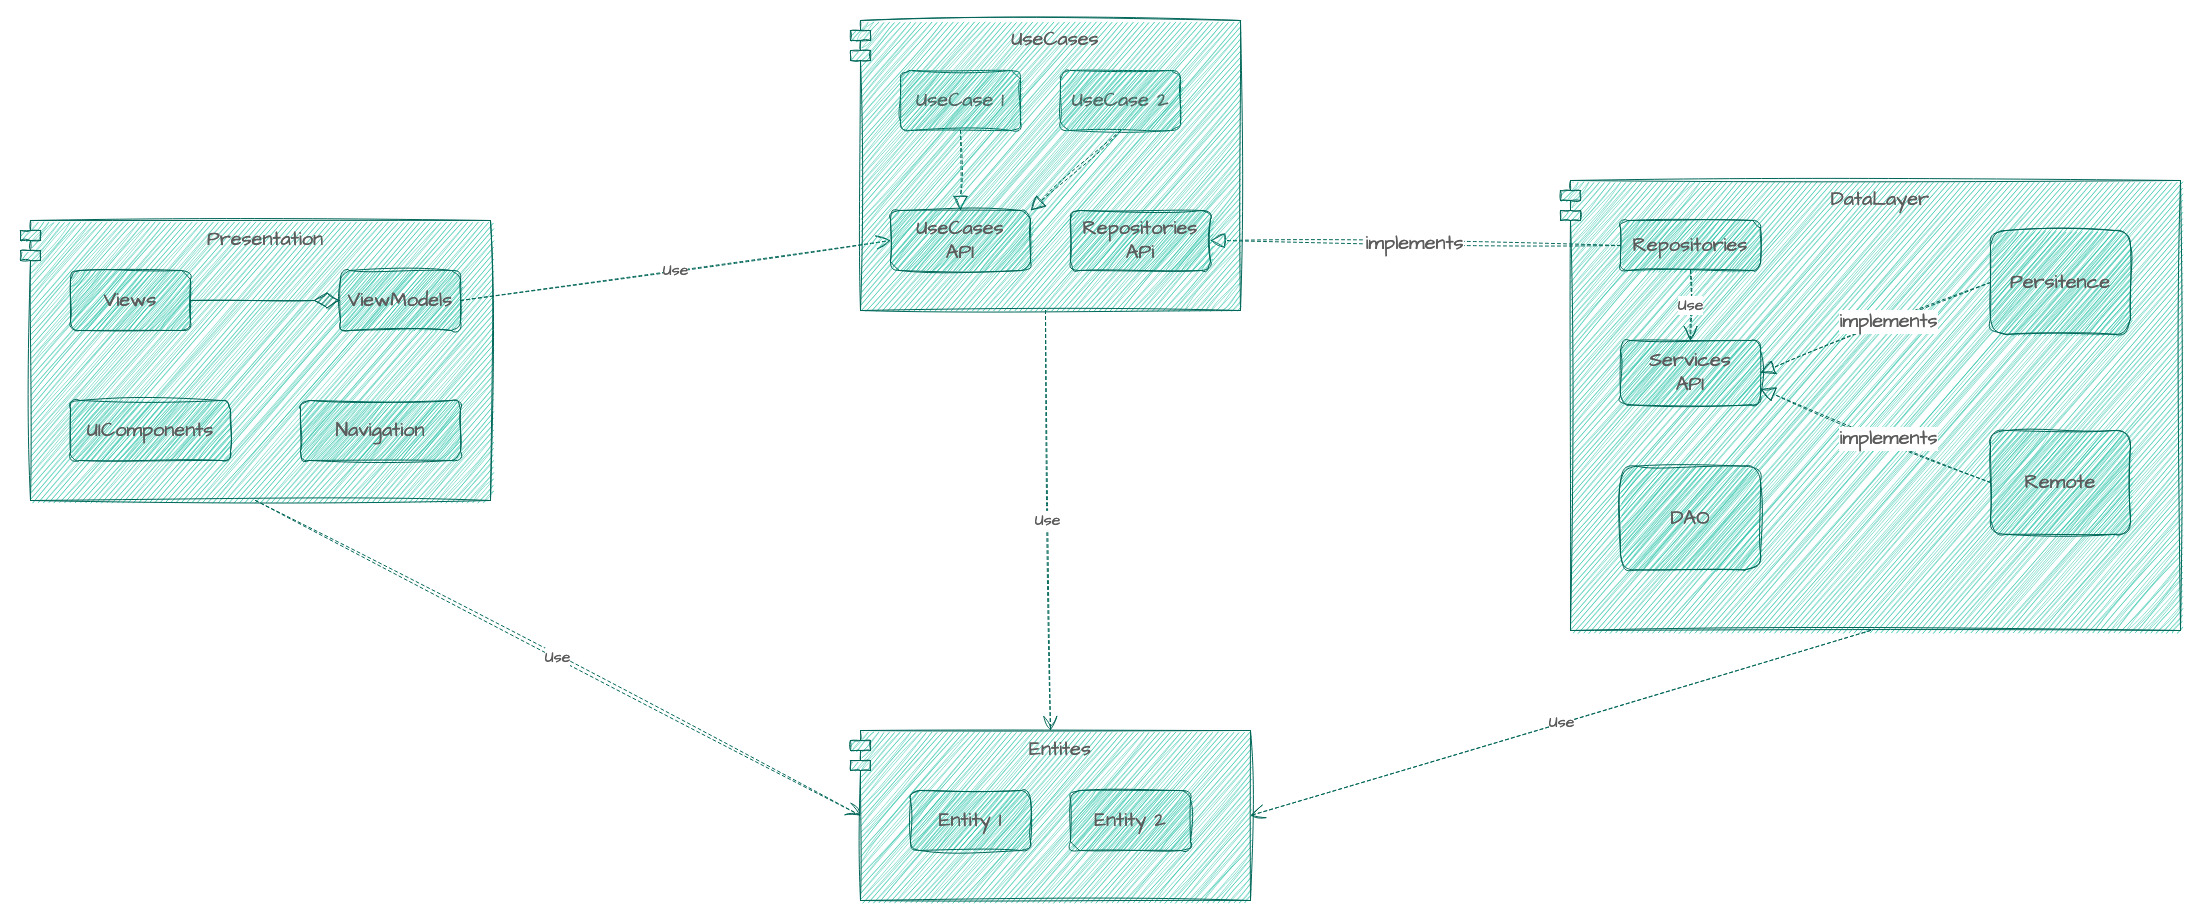 UseCases
UseCase 1
UseCase 2
UseCases
API
Repositories
APi
Presentation
Views
ViewModels
UIComponents
Navigation
Use
implements
DataLayer
Repositories
Use
Services
API
DAO
Persitence
implements
implements
Remote
Use
Use
Use
Entites
Entity 1
Entity 2